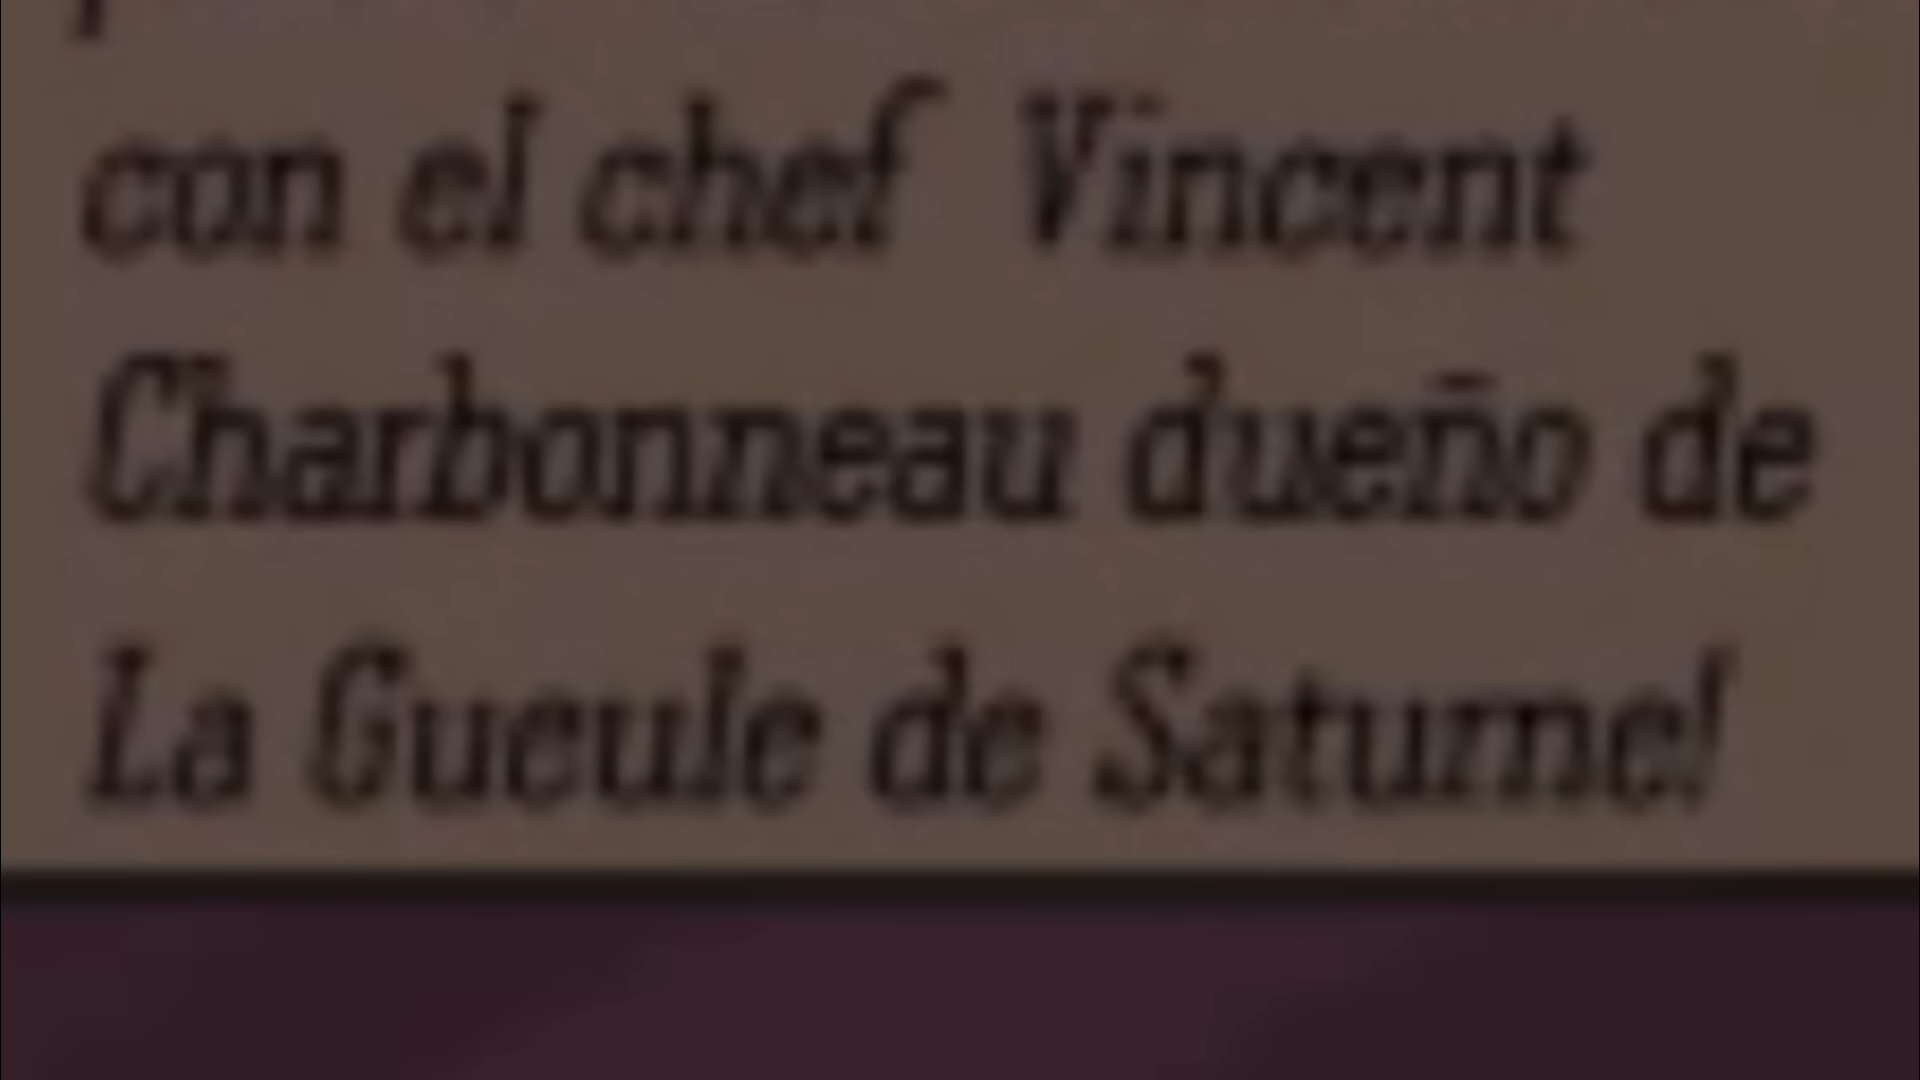 con el chef Vincent
Charbonneau dueño de
La Gueule de Saturne!